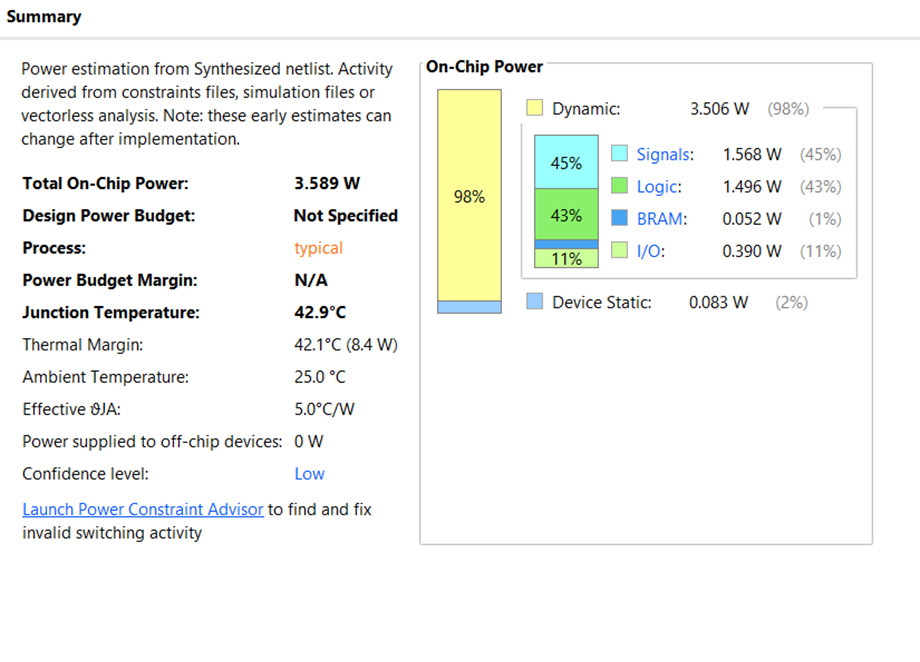 Summary
Power estimation from Synthesized netlist. Activity
derived from constraints files, simulation files or
vectorless analysis. Note: these early estimates can
change after implementation.
Total On-Chip Power: 3.589 W
Design Power Budget: Not Specified
Process: typical
Power Budget Margin: N/A
Junction Temperature: 42.9°C
Thermal Margin: 42.1°C (8.4 W)
Ambient Temperature: 25.0 °C
Effective ϑJA: 5.0°C/W
Power supplied to off-chip devices: 0 W
Confidence level: Low
Launch Power Constraint Advisor to find and fix
invalid switching activity
On-Chip Power
98%
Dynamic: 3.506 W (98%)
45%
43%
11%
Signals: 1.568 W (45%)
Logic: 1.496 W (43%)
BRAM: 0.052 W (1%)
I/O: 0.390 W (11%)
Device Static: 0.083 W (2%)